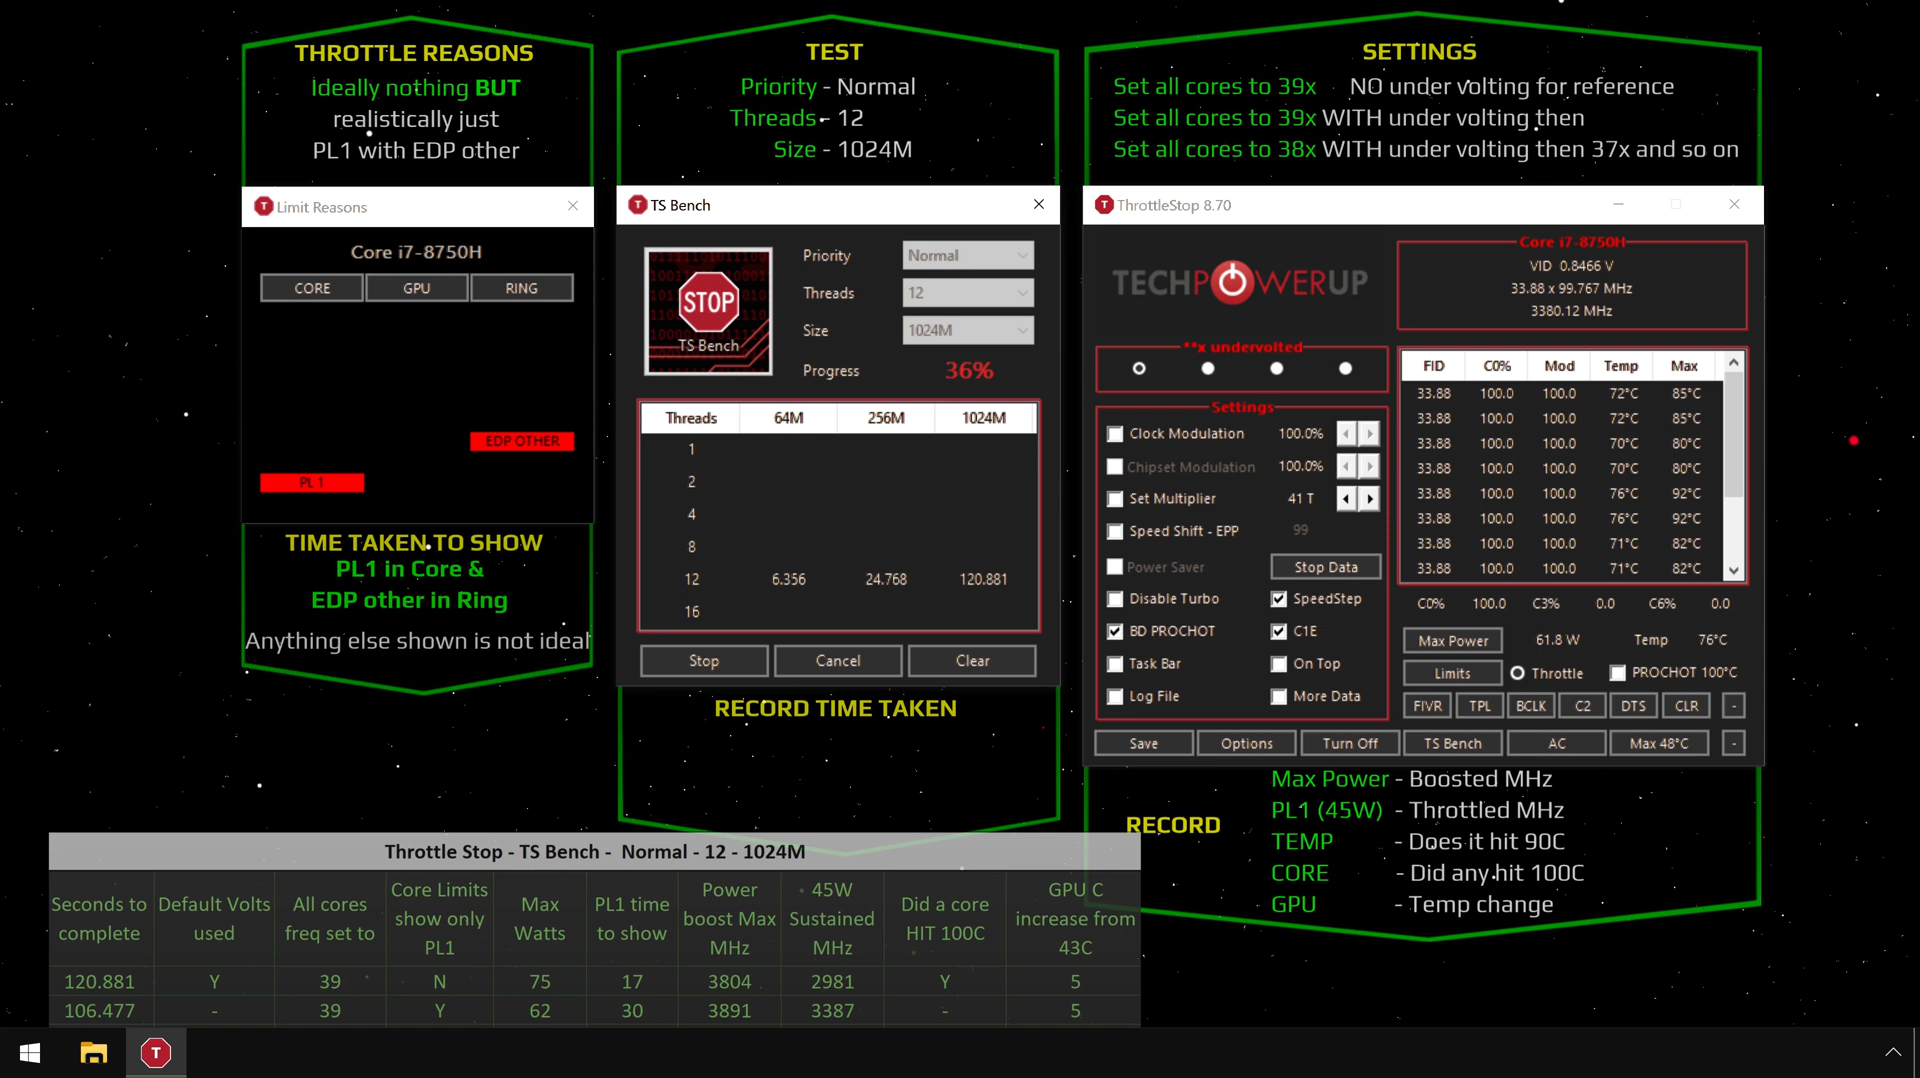 THROTTLE REASONS
Ideally nothing BUT
realistically just
PL1 with EDP other
TEST
Priority - Normal
Threads - 12
Size - 1024M
SETTINGS
Set all cores to 39x NO under volting for reference
Set all cores to 39x WITH under volting then
Set all cores to 38x WITH under volting then 37x and so on
T Limit Reasons
Core i7-8750H
CORE GPU RING
EDP OTHER
PL 1
TIME TAKEN TO SHOW
PL1 in Core &
EDP other in Ring
Anything else shown is not ideal
T TS Bench
STOP
TS Bench
Priority Normal
Threads 12
Size 1024M
Progress 36%
Threads 64M 256M 1024M
1
2
4
8
12 6.356 24.768 120.881
16
Stop Cancel Clear
RECORD TIME TAKEN
T ThrottleStop 8.70
TECHPOWERUP
Core i7-8750H
VID 0.8466 V
33.88 x 99.767 MHz
3380.12 MHz
**x undervolted
Settings
Clock Modulation 100.0%
Chipset Modulation 100.0%
Set Multiplier 41 T
Speed Shift - EPP 99
Power Saver Stop Data
Disable Turbo SpeedStep
BD PROCHOT C1E
Task Bar On Top
Log File More Data
FID C0% Mod Temp Max
33.88 100.0 100.0 72°C 85°C
33.88 100.0 100.0 72°C 85°C
33.88 100.0 100.0 70°C 80°C
33.88 100.0 100.0 70°C 80°C
33.88 100.0 100.0 76°C 92°C
33.88 100.0 100.0 76°C 92°C
33.88 100.0 100.0 71°C 82°C
33.88 100.0 100.0 71°C 82°C
C0% 100.0 C3% 0.0 C6% 0.0
Max Power 61.8 W Temp 76°C
Limits Throttle PROCHOT 100°C
FIVR TPL BCLK C2 DTS CLR -
Save Options Turn Off TS Bench AC Max 48°C -
RECORD
Max Power - Boosted MHz
PL1 (45W) - Throttled MHz
TEMP - Does it hit 90C
CORE - Did any hit 100C
GPU - Temp change
Throttle Stop - TS Bench - Normal - 12 - 1024M
Seconds to complete Default Volts used All cores freq set to Core Limits show only PL1 Max Watts PL1 time to show Power boost Max MHz 45W Sustained MHz Did a core HIT 100C GPU C increase from 43C
120.881 Y 39 N 75 17 3804 2981 Y 5
106.477 - 39 Y 62 30 3891 3387 - 5
T